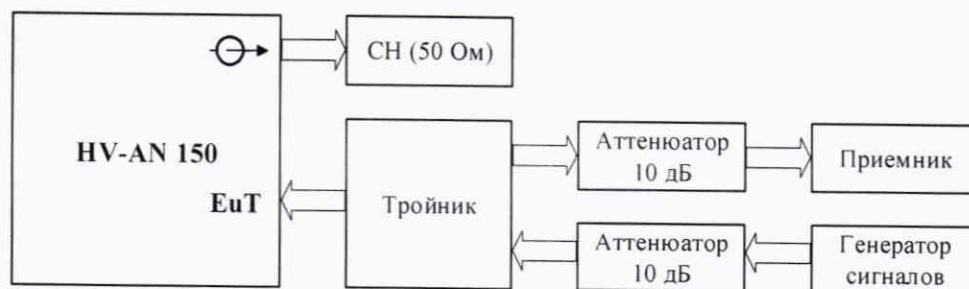 СН (50 Ом)
HV-AN 150
EuT
Тройник
Аттенюатор
10 дБ
Приемник
Аттенюатор
10 дБ
Генератор
сигналов